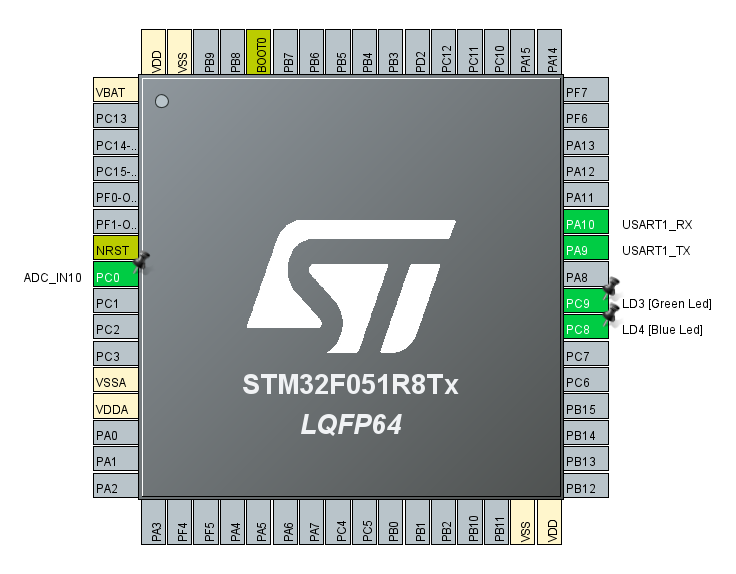 VDD
VSS
PB9
PB8
BOOT0
PB7
PB6
PB5
PB4
PB3
PD2
PC12
PC11
PC10
PA15
PA14
VBAT
PC13
PC14-..
PC15-..
PF0-O..
PF1-O..
NRST
ADC_IN10 PC0
PC1
PC2
PC3
VSSA
VDDA
PA0
PA1
PA2
ST
STM32F051R8Tx
LQFP64
PF7
PF6
PA13
PA12
PA11
PA10 USART1_RX
PA9 USART1_TX
PA8
PC9 LD3 [Green Led]
PC8 LD4 [Blue Led]
PC7
PC6
PB15
PB14
PB13
PB12
PA3
PF4
PF5
PA4
PA5
PA6
PA7
PC4
PC5
PB0
PB1
PB2
PB10
PB11
VSS
VDD